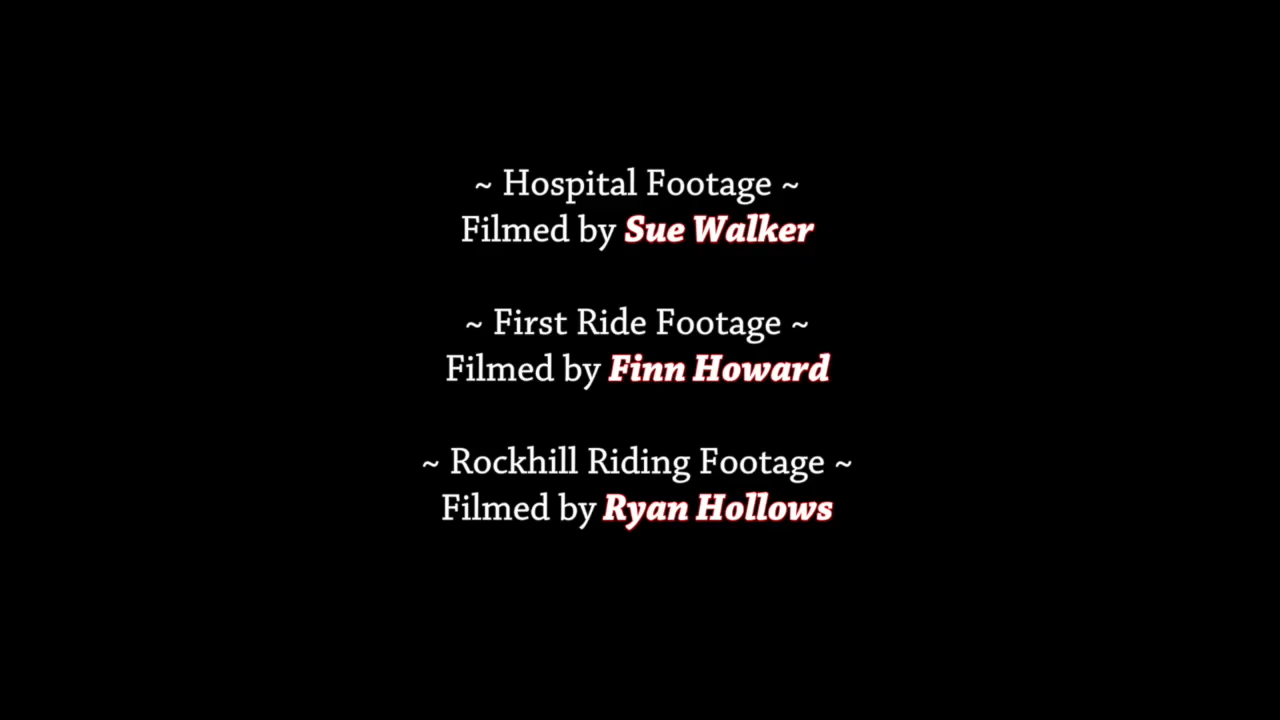 ~ Hospital Footage ~
Filmed by Sue Walker
~ First Ride Footage ~
Filmed by Finn Howard
~ Rockhill Riding Footage ~
Filmed by Ryan Hollows